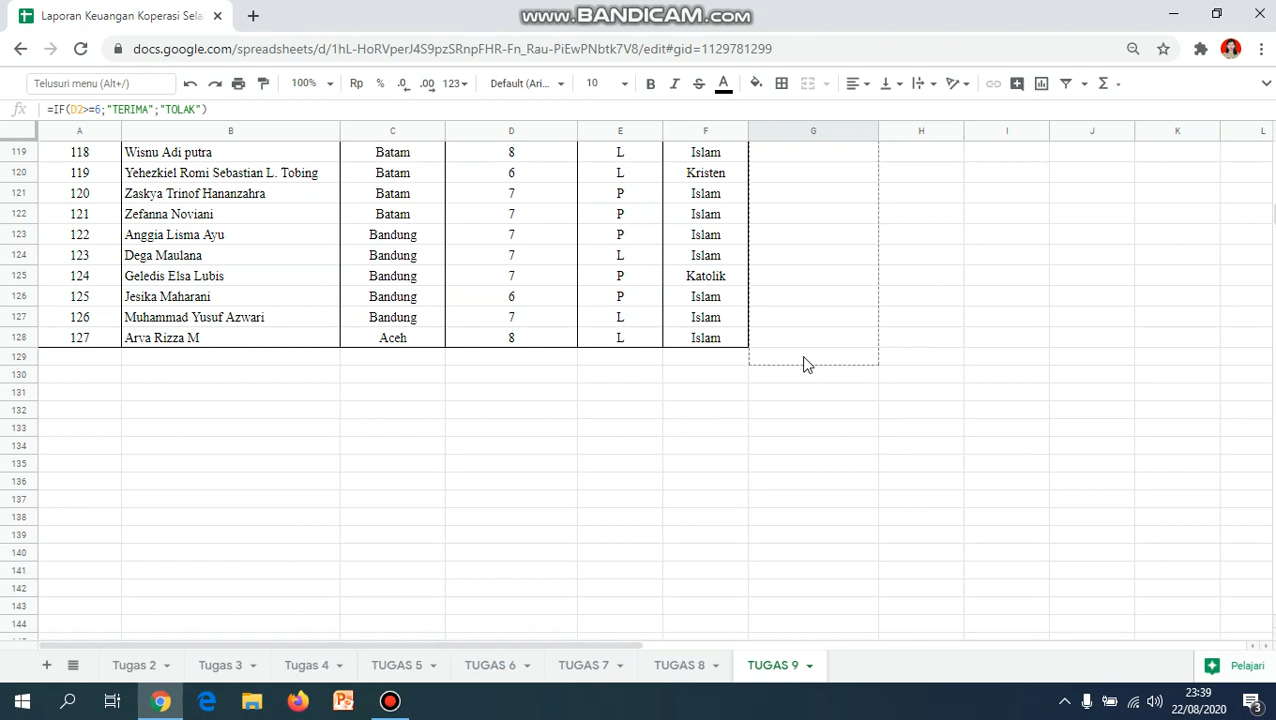 Laporan Keuangan Koperasi Sela
www.BANDICAM.com
docs.google.com/spreadsheets/d/1hL-HoRVperJ4S9pzSRnpFHR-Fn_Rau-PiEwPNbtk7V8/edit#gid=1129781299
Telusuri menu (Alt+/) 100% Rp % .0 .00 123 Default (Ari... 10 B I S A Σ
fx =IF(D2>=6;"TERIMA";"TOLAK")
A B C D E F G H I J K L
119 118 Wisnu Adi putra Batam 8 L Islam
120 119 Yehezkiel Romi Sebastian L. Tobing Batam 6 L Kristen
121 120 Zaskya Trinof Hananzahra Batam 7 P Islam
122 121 Zefanna Noviani Batam 7 P Islam
123 122 Anggia Lisma Ayu Bandung 7 P Islam
124 123 Dega Maulana Bandung 7 L Islam
125 124 Geledis Elsa Lubis Bandung 7 P Katolik
126 125 Jesika Maharani Bandung 6 P Islam
127 126 Muhammad Yusuf Azwari Bandung 7 L Islam
128 127 Arva Rizza M Aceh 8 L Islam
129
130
131
132
133
134
135
136
137
138
139
140
141
142
143
144
Tugas 2 Tugas 3 Tugas 4 TUGAS 5 TUGAS 6 TUGAS 7 TUGAS 8 TUGAS 9 Pelajari
23:39
22/08/2020
3